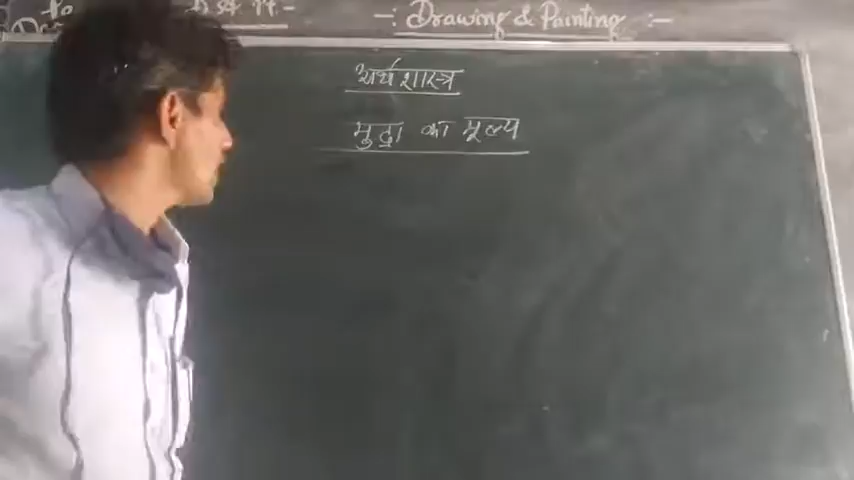 -: Drawing & Painting :-
अर्थशास्त्र
मुद्रा का मूल्य